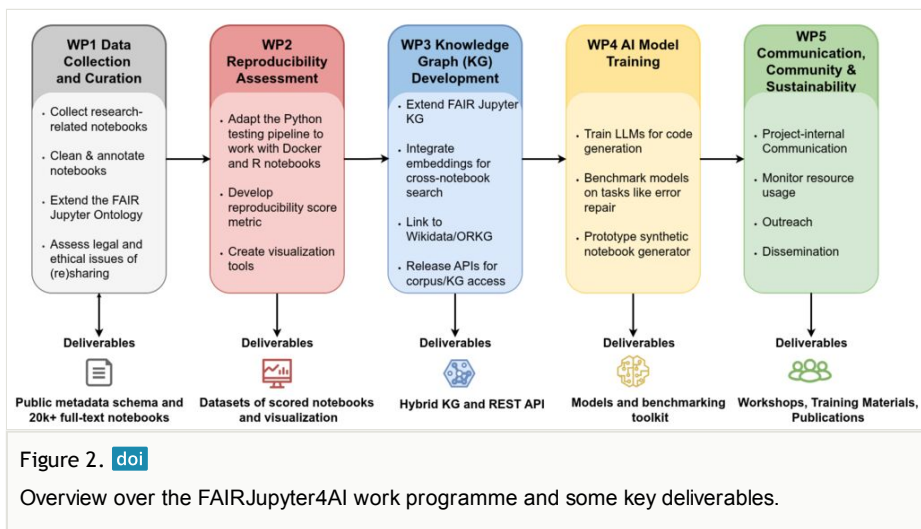 WP1 Data
Collection
and Curation
• Collect research-
related notebooks
• Clean & annotate
notebooks
• Extend the FAIR
Jupyter Ontology
• Assess legal and
ethical issues of
(re)sharing
Deliverables
Public metadata schema and
20k+ full-text notebooks
WP2
Reproducibility
Assessment
• Adapt the Python
testing pipeline to
work with Docker
and R notebooks
• Develop
reproducibility score
metric
• Create visualization
tools
Deliverables
Datasets of scored notebooks
and visualization
WP3 Knowledge
Graph (KG)
Development
• Extend FAIR Jupyter
KG
• Integrate
embeddings for
cross-notebook
search
• Link to
Wikidata/ORKG
• Release APIs for
corpus/KG access
Deliverables
Hybrid KG and REST API
WP4 AI Model
Training
• Train LLMs for code
generation
• Benchmark models
on tasks like error
repair
• Prototype synthetic
notebook generator
Deliverables
Models and benchmarking
toolkit
WP5
Communication,
Community &
Sustainability
• Project-internal
Communication
• Monitor resource
usage
• Outreach
• Dissemination
Deliverables
Workshops, Training Materials,
Publications
Figure 2. doi
Overview over the FAIRJupyter4AI work programme and some key deliverables.